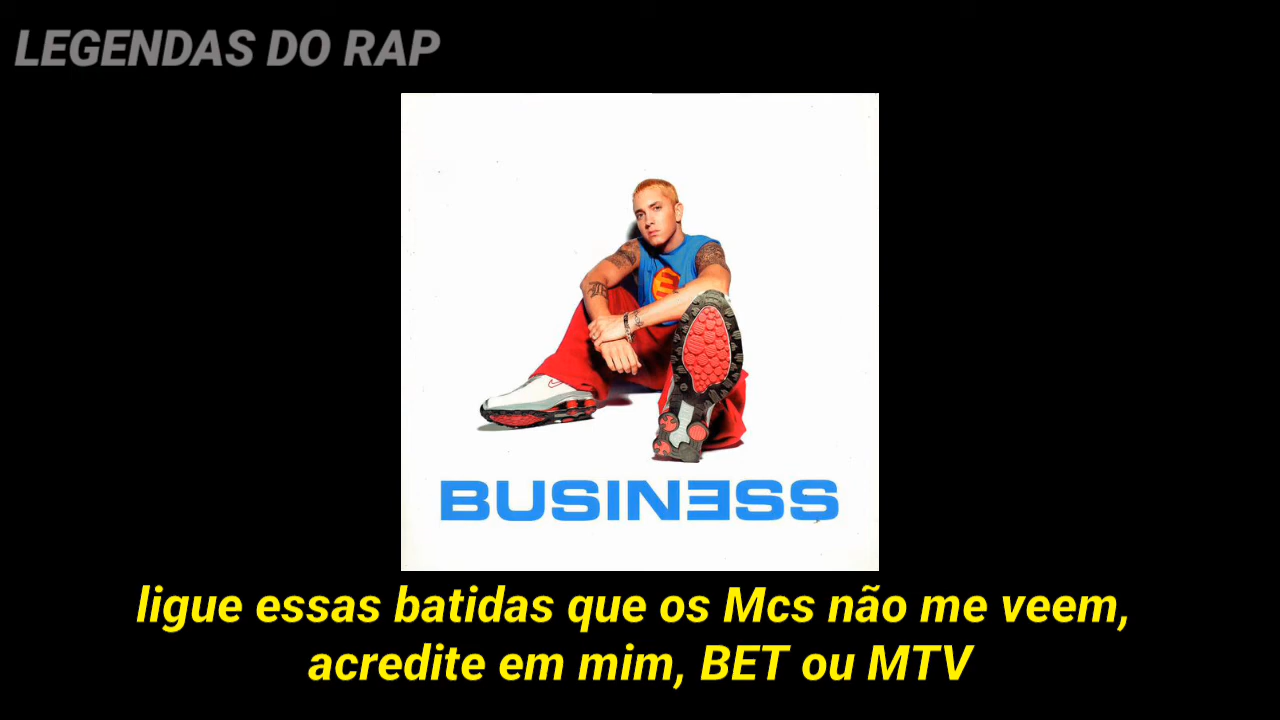 LEGENDAS DO RAP
E
BUSINƎSS
ligue essas batidas que os Mcs não me veem,
acredite em mim, BET ou MTV